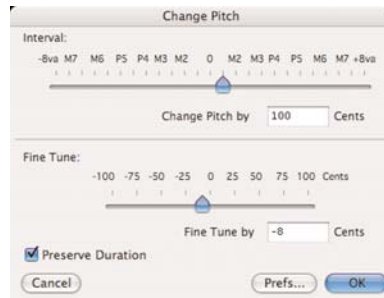 Change Pitch
Interval:
-8va M7 M6 P5 P4 M3 M2 0 M2 M3 P4 P5 M6 M7 +8va
Change Pitch by 100 Cents
Fine Tune:
-100 -75 -50 -25 0 25 50 75 100 Cents
Fine Tune by -8 Cents
Preserve Duration
Cancel Prefs... OK